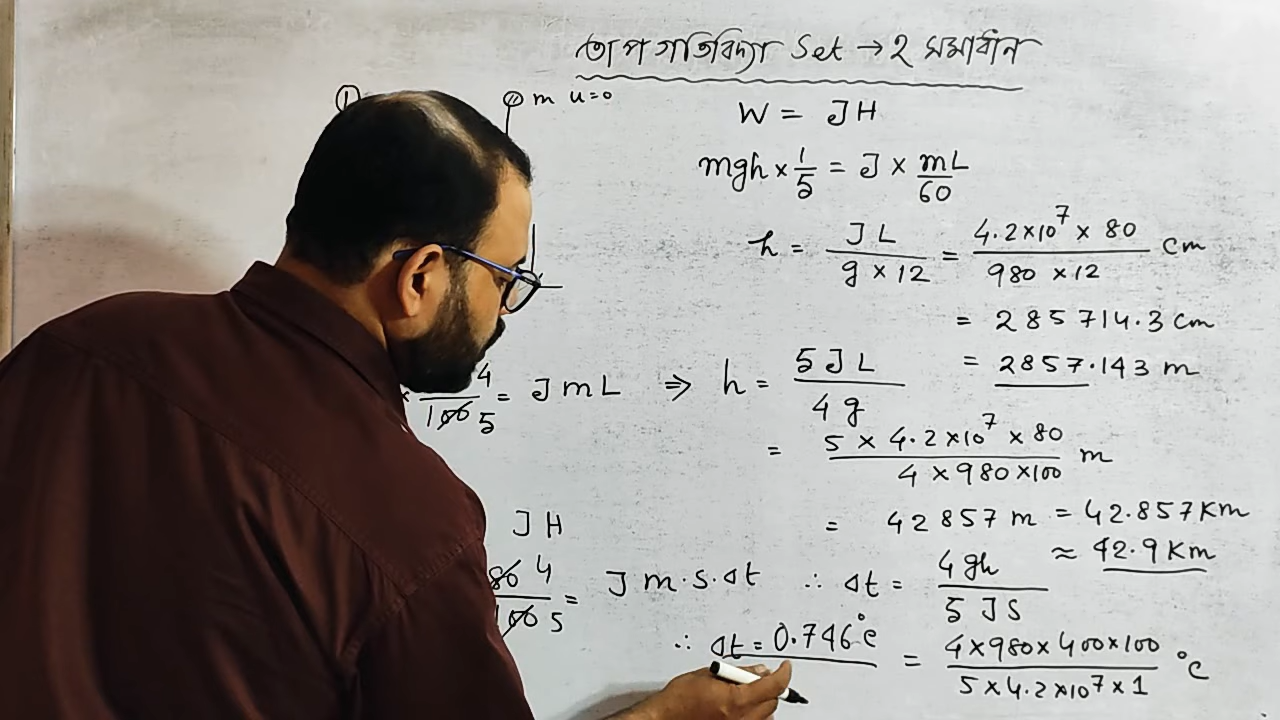 তাপগতিবিদ্যা Set → ২ সমাধান
① m u=0
W = JH
mgh × 1/5 = J × mL/60
h = JL/(g × 12) = (4.2×10⁷ × 80)/(980 × 12) cm
= 285714.3 cm
= 2857.143 m
× 4/100 5 = JmL ⇒ h = 5JL/4g
= (5 × 4.2×10⁷ × 80)/(4 × 980 × 100) m
= 42857 m = 42.857 Km
≈ 42.9 Km
JH
80 4/100 5 = J m·s·Δt ∴ Δt = 4gh/5JS
∴ Δt = 0.746°c = (4×980×400×100)/(5×4.2×10⁷×1) °c